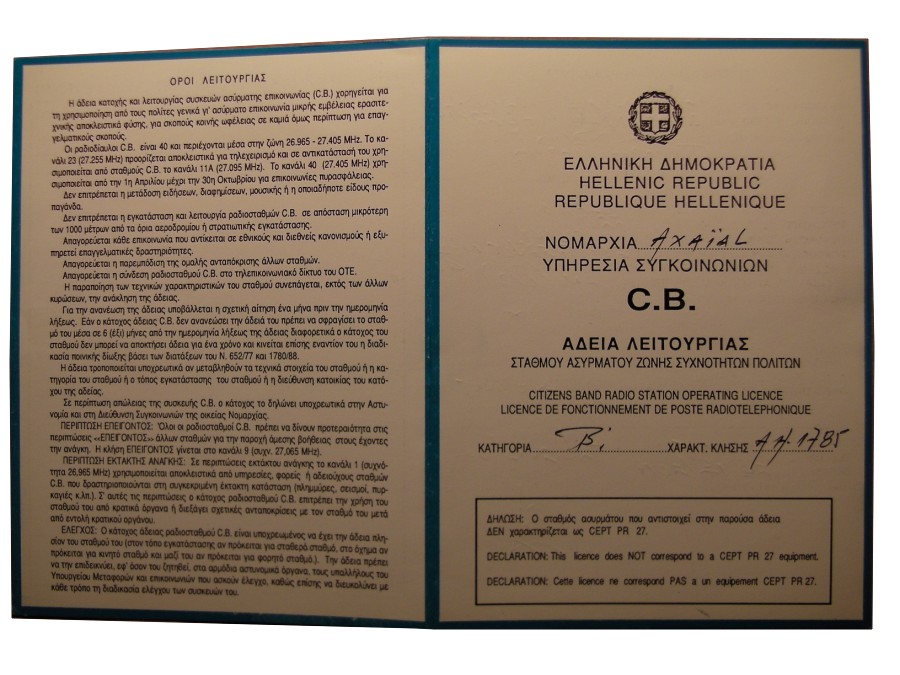 ΟΡΟΙ ΛΕΙΤΟΥΡΓΙΑΣ
Η άδεια κατοχής και λειτουργίας συσκευών ασύρματης επικοινωνίας (C.B.) χορηγείται για
τη χρησιμοποίηση από τους πολίτες γενικά γι' ασύρματο επικοινωνία μικρής εμβέλειας ερασιτε-
χνικής αποκλειστικά φύσης, για σκοπούς κοινής ωφέλειας σε καμιά όμως περίπτωση για επαγ-
γελματικούς σκοπούς.
Οι ραδιοδίαυλοι C.B. είναι 40 και περιέχονται μέσα στην ζώνη 26.965 - 27.405 MHz. Το κα-
νάλι 23 (27.255 MHz) προορίζεται αποκλειστικά για τηλεχειρισμό και σε αντικατάστασή του χρη-
σιμοποιείται από σταθμούς C.B. το κανάλι 11Α (27.095 MHz). Το κανάλι 40 (27.405 MHz) χρη-
σιμοποιείται από την 1η Απριλίου μέχρι την 30η Οκτωβρίου για επικοινωνίες πυρασφάλειας.
Δεν επιτρέπεται η μετάδοση ειδήσεων, διαφημίσεων, μουσικής ή η οποιαδήποτε είδους προ-
παγάνδα.
Δεν επιτρέπεται η εγκατάσταση και λειτουργία ραδιοσταθμών C.B. σε απόσταση μικρότερη
των 1000 μέτρων από τα όρια αεροδρομίου ή στρατιωτικής εγκατάστασης.
Απαγορεύεται κάθε επικοινωνία που αντίκειται σε εθνικούς και διεθνείς κανονισμούς ή εξυ-
πηρετεί επαγγελματικές δραστηριότητες.
Απαγορεύεται η παρεμπόδιση της ομαλής ανταπόκρισης άλλων σταθμών.
Απαγορεύεται η σύνδεση ραδιοσταθμού C.B. στο τηλεπικοινωνιακό δίκτυο του ΟΤΕ.
Η παραποίηση των τεχνικών χαρακτηριστικών του σταθμού συνεπάγεται, εκτός των άλλων
κυρώσεων, την ανάκληση της άδειας.
Για την ανανέωση της άδειας υποβάλλεται η σχετική αίτηση ένα μήνα πριν την ημερομηνία
λήξεως. Εάν ο κάτοχος άδειας C.B. δεν ανανεώσει την άδειά του πρέπει να σφραγίσει το σταθ-
μό του μέσα σε 6 (έξι) μήνες από την ημερομηνία λήξεως της άδειας διαφορετικά ο κάτοχος του
σταθμού δεν μπορεί να αποκτήσει άδεια για ένα χρόνο και κινείται επίσης εναντίον του η διαδι-
κασία ποινικής δίωξης βάσει των διατάξεων του Ν. 652/77 και 1780/88.
Η άδεια τροποποιείται υποχρεωτικά αν μεταβληθούν τα τεχνικά στοιχεία του σταθμού ή η κα-
τηγορία του σταθμού ή ο τόπος εγκατάστασης του σταθμού ή η διεύθυνση κατοικίας του κατό-
χου της αδείας.
Σε περίπτωση απώλειας της συσκευής C.B. ο κάτοχος το δηλώνει υποχρεωτικά στην Αστυ-
νομία και στη Διεύθυνση Συγκοινωνιών της οικείας Νομαρχίας.
ΠΕΡΙΠΤΩΣΗ ΕΠΕΙΓΟΝΤΟΣ: Όλοι οι ραδιοσταθμοί C.B. πρέπει να δίνουν προτεραιότητα στις
περιπτώσεις «ΕΠΕΙΓΟΝΤΟΣ» άλλων σταθμών για την παροχή άμεσης βοήθειας στους έχοντες
την ανάγκη. Η κλήση ΕΠΕΙΓΟΝΤΟΣ γίνεται στο κανάλι 9 (συχν. 27,065 MHz).
ΠΕΡΙΠΤΩΣΗ ΕΚΤΑΚΤΗΣ ΑΝΑΓΚΗΣ: Σε περιπτώσεις εκτάκτου ανάγκης το κανάλι 1 (συχνό-
τητα 26,965 MHz) χρησιμοποιείται αποκλειστικά από υπηρεσίες, φορείς ή αδειούχους σταθμών
C.B. που δραστηριοποιούνται στη συγκεκριμένη έκτακτη κατάσταση (πλημμύρες, σεισμοί, πυρ-
καγιές κ.λπ.). Σ' αυτές τις περιπτώσεις ο κάτοχος ραδιοσταθμού C.B. επιτρέπει την χρήση του
σταθμού του από κρατικά όργανα ή διεξάγει σχετικές ανταποκρίσεις με τον σταθμό του μετά
από εντολή κρατικού οργάνου.
ΕΛΕΓΧΟΣ: Ο κάτοχος άδειας ραδιοσταθμού C.B. είναι υποχρεωμένος να έχει την άδεια πλη-
σίον του σταθμού του (στον τόπο εγκατάστασης αν πρόκειται για σταθερό σταθμό, στο όχημα αν
πρόκειται για κινητό σταθμό και μαζί του αν πρόκειται για φορητό σταθμό.). Την άδεια πρέπει
να την επιδεικνύει, εφ' όσον του ζητηθεί, στα αρμόδια αστυνομικά όργανα, τους υπαλλήλους του
Υπουργείου Μεταφορών και επικοινωνιών που ασκούν έλεγχο, καθώς επίσης να διευκολύνει με
κάθε τρόπο τη διαδικασία ελέγχου των συσκευών του.
ΕΛΛΗΝΙΚΗ ΔΗΜΟΚΡΑΤΙΑ
HELLENIC REPUBLIC
REPUBLIQUE HELLENIQUE
ΝΟΜΑΡΧΙΑ Αχαΐας
ΥΠΗΡΕΣΙΑ ΣΥΓΚΟΙΝΩΝΙΩΝ
C.B.
ΑΔΕΙΑ ΛΕΙΤΟΥΡΓΙΑΣ
ΣΤΑΘΜΟΥ ΑΣΥΡΜΑΤΟΥ ΖΩΝΗΣ ΣΥΧΝΟΤΗΤΩΝ ΠΟΛΙΤΩΝ
CITIZENS BAND RADIO STATION OPERATING LICENCE
LICENCE DE FONCTIONNEMENT DE POSTE RADIOTELEPHONIQUE
ΚΑΤΗΓΟΡΙΑ ΧΑΡΑΚΤ. ΚΛΗΣΗΣ ΑΗ 1785
ΔΗΛΩΣΗ: Ο σταθμός ασυρμάτου που αντιστοιχεί στην παρούσα άδεια
ΔΕΝ χαρακτηρίζεται ως CEPT PR 27.
DECLARATION: This licence does NOT correspond to a CEPT PR 27 equipment.
DECLARATION: Cette licence ne correspond PAS a un equipement CEPT PR 27.